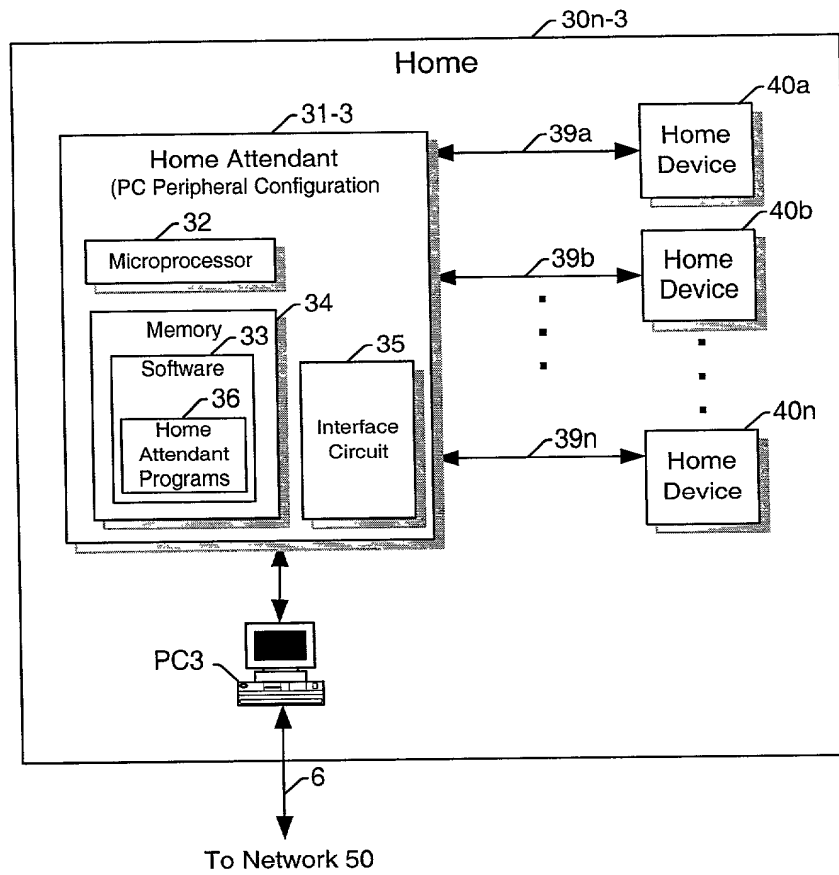 30n-3
Home
31-3
Home Attendant
(PC Peripheral Configuration
32
Microprocessor
34
Memory
33
Software
36
Home
Attendant
Programs
35
Interface
Circuit
39a
40a
Home
Device
39b
40b
Home
Device
39n
40n
Home
Device
PC3
6
To Network 50